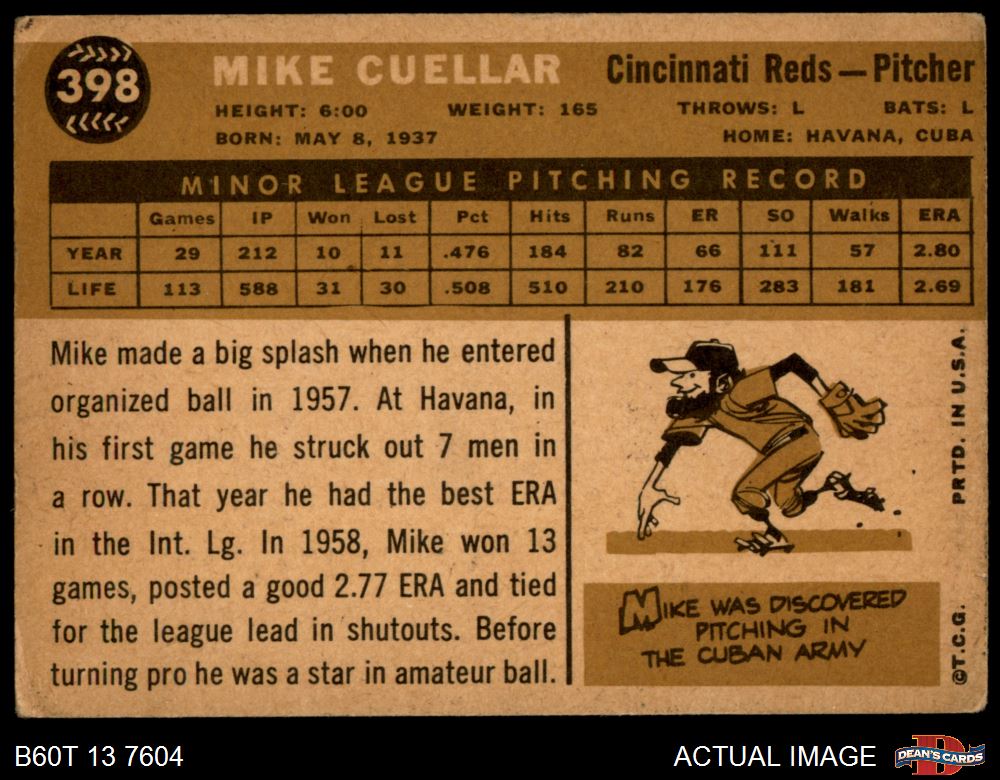 398
MIKE CUELLAR Cincinnati Reds — Pitcher
HEIGHT: 6:00 WEIGHT: 165 THROWS: L BATS: L
BORN: MAY 8, 1937 HOME: HAVANA, CUBA
MINOR LEAGUE PITCHING RECORD
Games IP Won Lost Pct Hits Runs ER SO Walks ERA
YEAR 29 212 10 11 .476 184 82 66 111 57 2.80
LIFE 113 588 31 30 .508 510 210 176 283 181 2.69
Mike made a big splash when he entered
organized ball in 1957. At Havana, in
his first game he struck out 7 men in
a row. That year he had the best ERA
in the Int. Lg. In 1958, Mike won 13
games, posted a good 2.77 ERA and tied
for the league lead in shutouts. Before
turning pro he was a star in amateur ball.
MIKE WAS DISCOVERED
PITCHING IN
THE CUBAN ARMY
©T.C.G. PRTD. IN U.S.A.
B60T 13 7604 ACTUAL IMAGE
D
DEAN'S CARDS